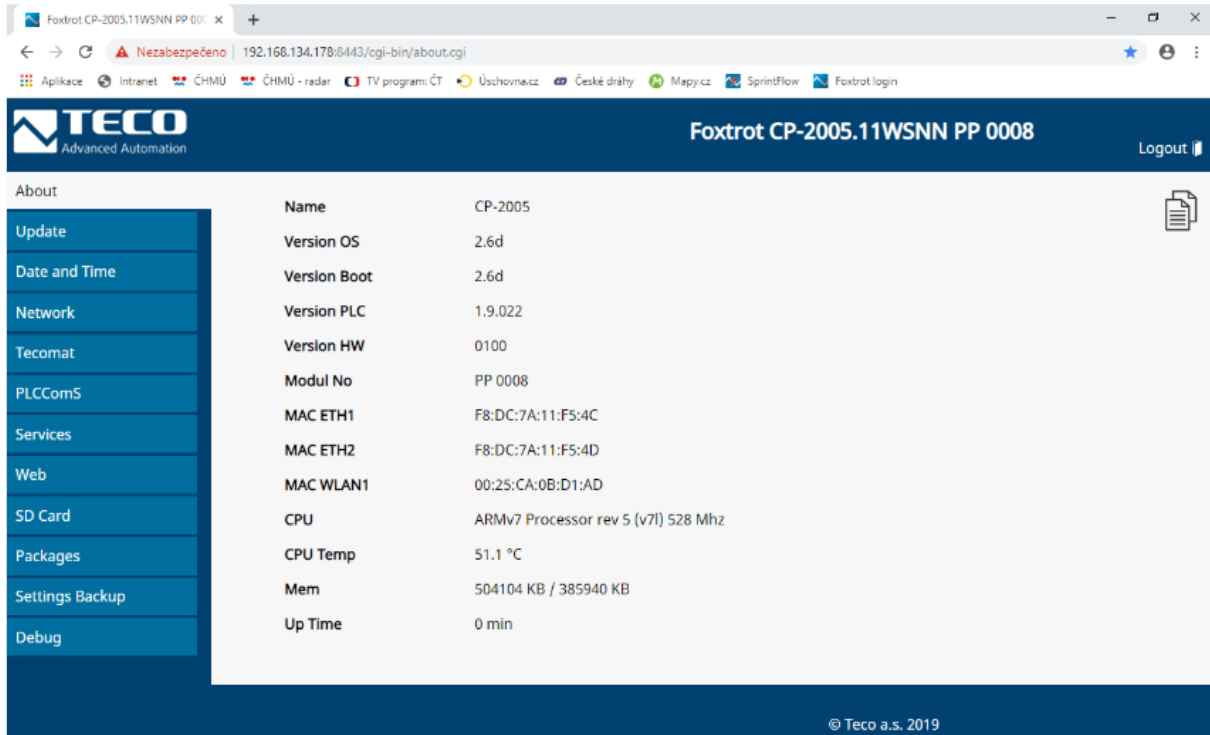 Foxtrot CP-2005.11WSNN PP 000
Nezabezpečeno 192.168.134.178:8443/cgi-bin/about.cgi
Aplikace Intranet ČHMÚ ČHMÚ - radar TV program: ČT Úschovna.cz České dráhy Mapy.cz SprintFlow Foxtrot login
TECO
Advanced Automation
Foxtrot CP-2005.11WSNN PP 0008
Logout
About
Update
Date and Time
Network
Tecomat
PLCComS
Services
Web
SD Card
Packages
Settings Backup
Debug
Name CP-2005
Version OS 2.6d
Version Boot 2.6d
Version PLC 1.9.022
Version HW 0100
Modul No PP 0008
MAC ETH1 F8:DC:7A:11:F5:4C
MAC ETH2 F8:DC:7A:11:F5:4D
MAC WLAN1 00:25:CA:0B:D1:AD
CPU ARMv7 Processor rev 5 (v7l) 528 Mhz
CPU Temp 51.1 °C
Mem 504104 KB / 385940 KB
Up Time 0 min
© Teco a.s. 2019